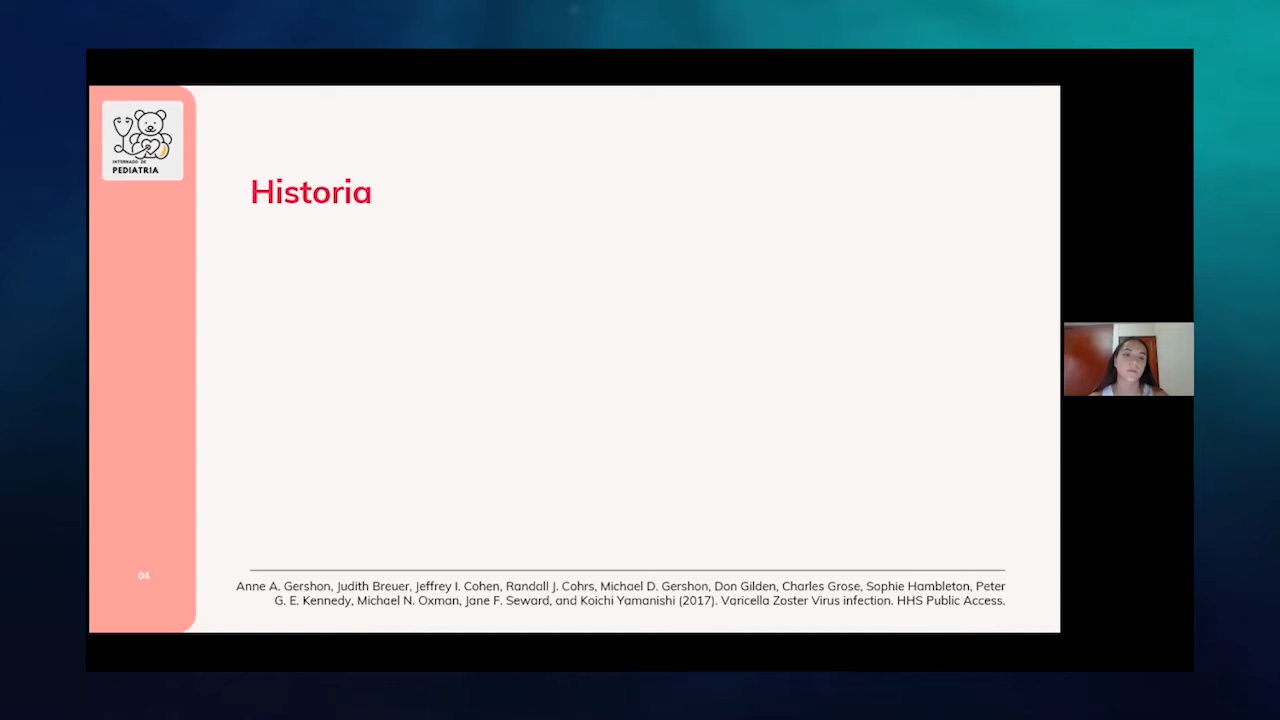 INTERNADO DE
PEDIATRIA
Historia
04
Anne A. Gershon, Judith Breuer, Jeffrey I. Cohen, Randall J. Cohrs, Michael D. Gershon, Don Gilden, Charles Grose, Sophie Hambleton, Peter
G. E. Kennedy, Michael N. Oxman, Jane F. Seward, and Koichi Yamanishi (2017). Varicella Zoster Virus infection. HHS Public Access.